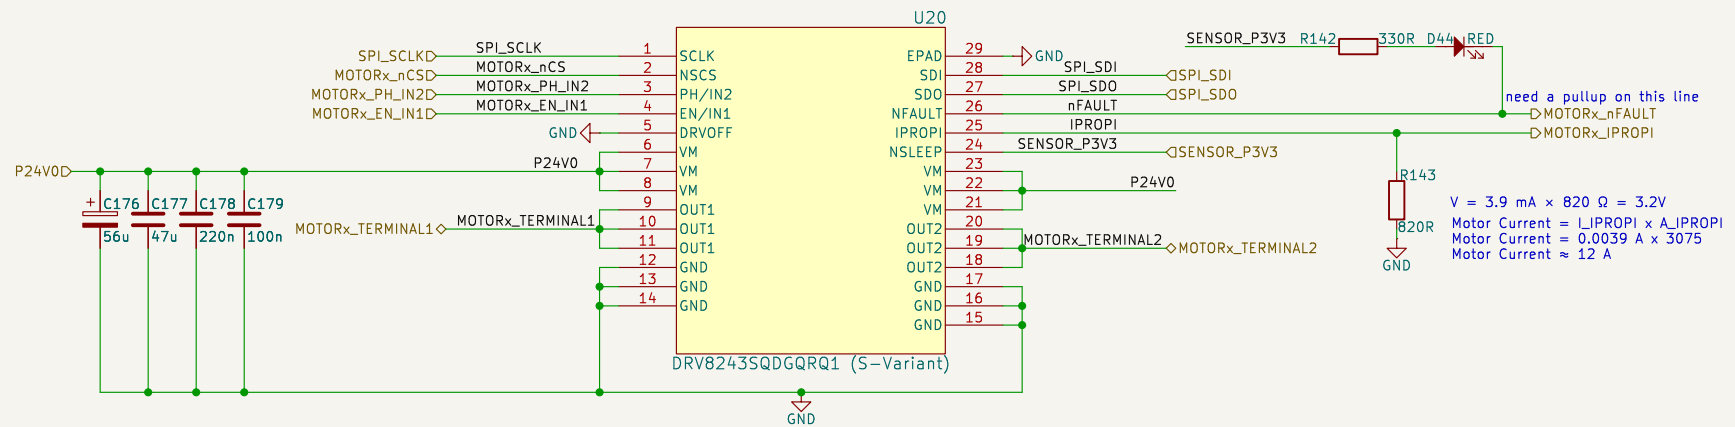 U20
SPI_SCLK
SPI_SCLK
1
SCLK
MOTORx_nCS
MOTORx_nCS
2
NSCS
MOTORx_PH_IN2
MOTORx_PH_IN2
3
PH/IN2
MOTORx_EN_IN1
MOTORx_EN_IN1
4
EN/IN1
GND
5
DRVOFF
6
VM
P24V0
P24V0
7
VM
8
VM
9
OUT1
MOTORx_TERMINAL1
MOTORx_TERMINAL1
10
OUT1
11
OUT1
12
GND
13
GND
14
GND
+
C176
56u
C177
47u
C178
220n
C179
100n
EPAD
29
GND
SDI
28
SPI_SDI
SPI_SDI
SDO
27
SPI_SDO
SPI_SDO
NFAULT
26
nFAULT
MOTORx_nFAULT
IPROPI
25
IPROPI
MOTORx_IPROPI
NSLEEP
24
SENSOR_P3V3
SENSOR_P3V3
VM
23
VM
22
P24V0
VM
21
OUT2
20
OUT2
19
MOTORx_TERMINAL2
MOTORx_TERMINAL2
OUT2
18
GND
17
GND
16
GND
15
DRV8243SQDGQRQ1 (S-Variant)
GND
SENSOR_P3V3
R142
330R
D44
RED
need a pullup on this line
R143
820R
GND
V = 3.9 mA × 820 Ω = 3.2V
Motor Current = I_IPROPI x A_IPROPI
Motor Current = 0.0039 A x 3075
Motor Current ≈ 12 A